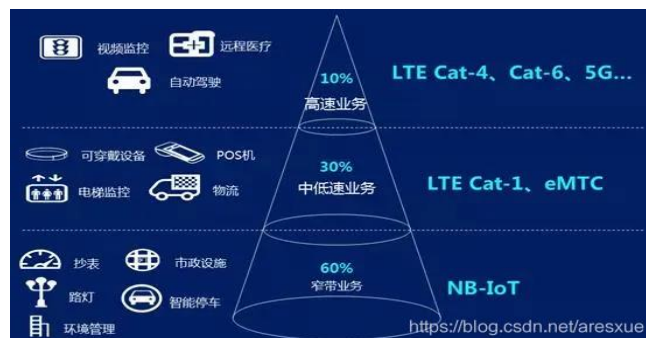 视频监控
远程医疗
自动驾驶
10%
高速业务
LTE Cat-4、Cat-6、5G...
可穿戴设备
POS机
电梯监控
物流
30%
中低速业务
LTE Cat-1、eMTC
抄表
市政设施
路灯
智能停车
环境管理
60%
窄带业务
NB-IoT
https://blog.csdn.net/aresxue